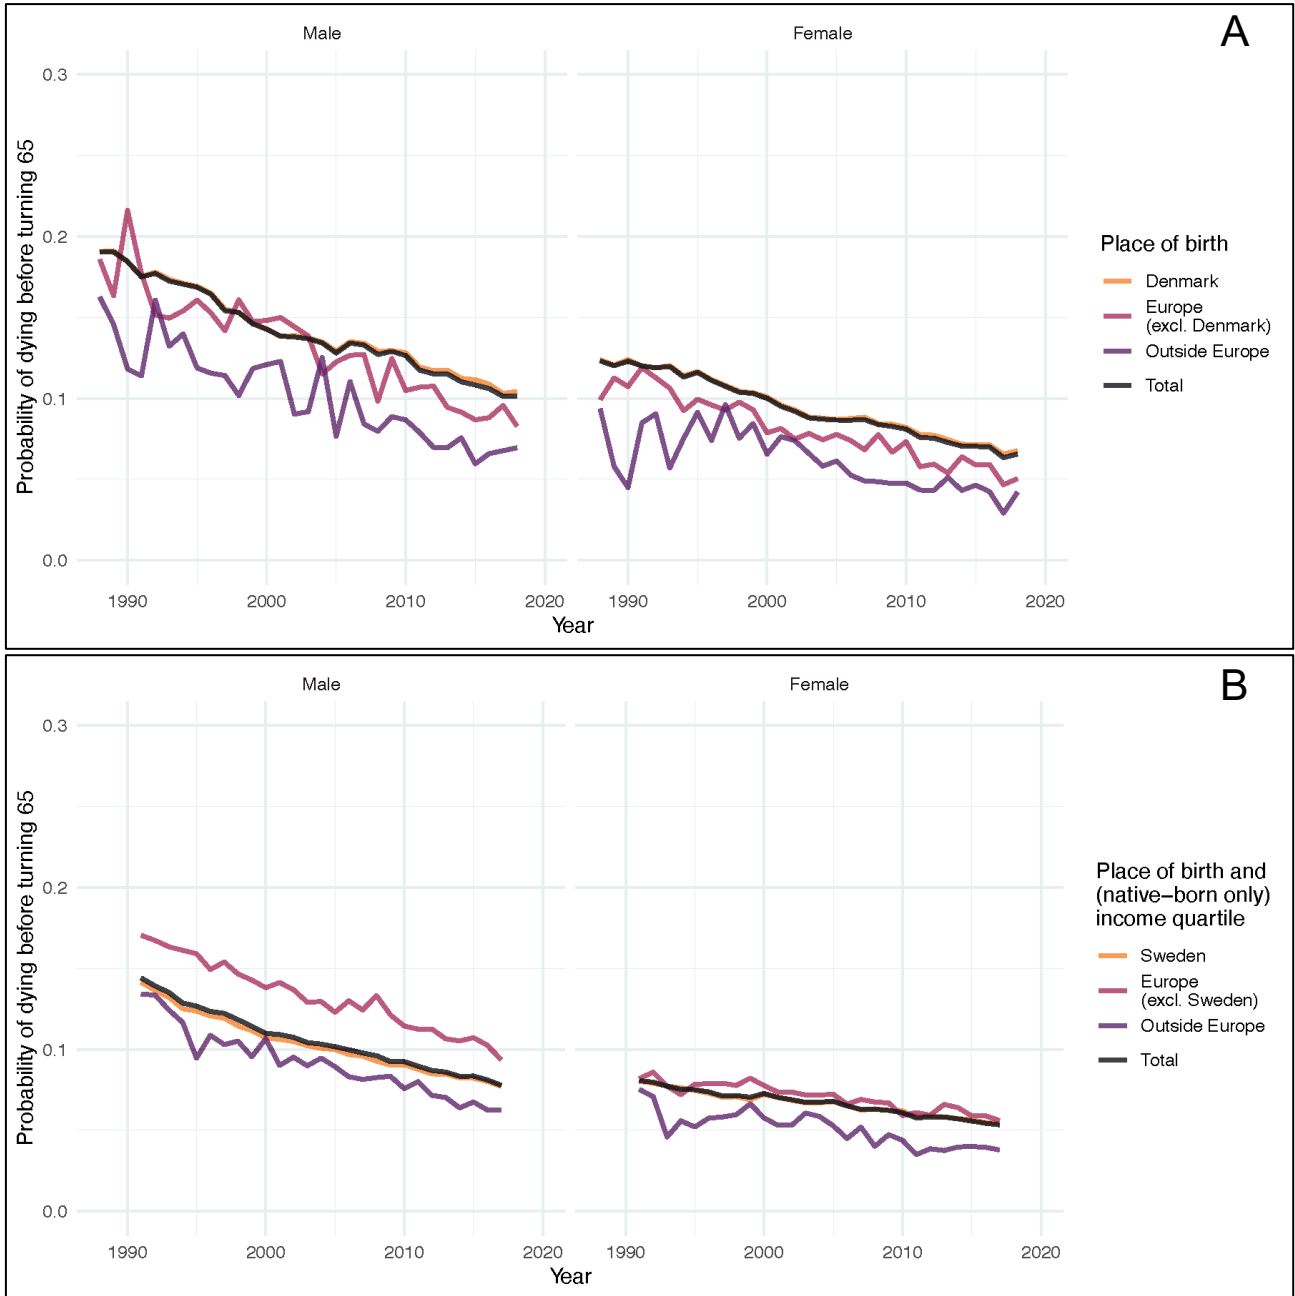 A
Male
Female
Probability of dying before turning 65
0.3
0.2
0.1
0.0
1990
2000
2010
2020
1990
2000
2010
2020
Year
Place of birth
Denmark
Europe
(excl. Denmark)
Outside Europe
Total
B
Male
Female
Probability of dying before turning 65
0.3
0.2
0.1
0.0
1990
2000
2010
2020
1990
2000
2010
2020
Year
Place of birth and
(native−born only)
income quartile
Sweden
Europe
(excl. Sweden)
Outside Europe
Total